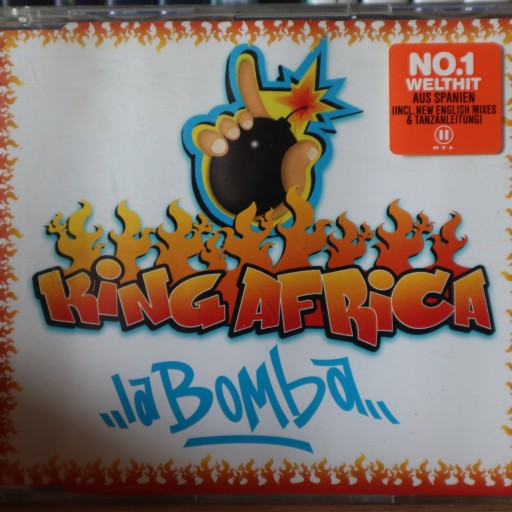 NO.1
WELTHIT
AUS SPANIEN
(INCL. NEW ENGLISH MIXES
& TANZANLEITUNG)
RTL
KING AFRICA
„la BOMBA„